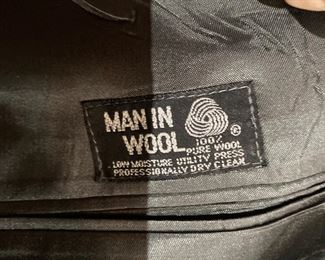 MAN IN
WOOL
®
100%
PURE WOOL
LOW MOISTURE UTILITY PRESS
PROFESSIONALLY DRY CLEAN